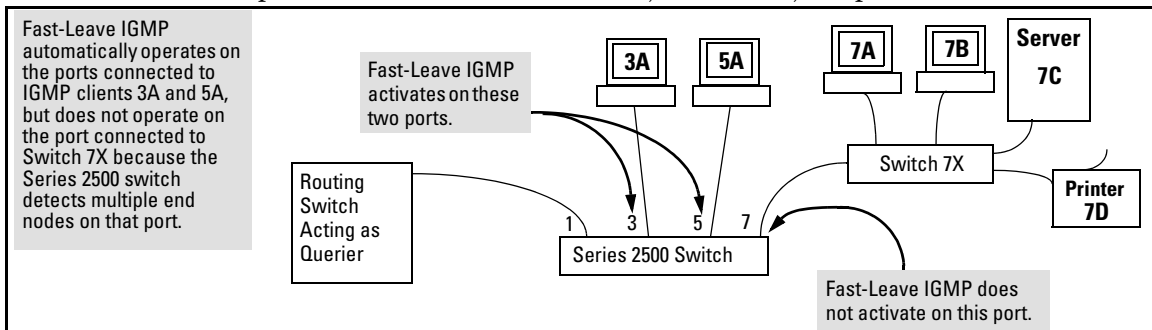 Fast-Leave IGMP
automatically operates on
the ports connected to
IGMP clients 3A and 5A,
but does not operate on
the port connected to
Switch 7X because the
Series 2500 switch
detects multiple end
nodes on that port.
Fast-Leave IGMP
activates on these
two ports.
3A
5A
7A
7B
Server
7C
Switch 7X
Printer
7D
Routing
Switch
Acting as
Querier
1 3 5 7
Series 2500 Switch
Fast-Leave IGMP does
not activate on this port.